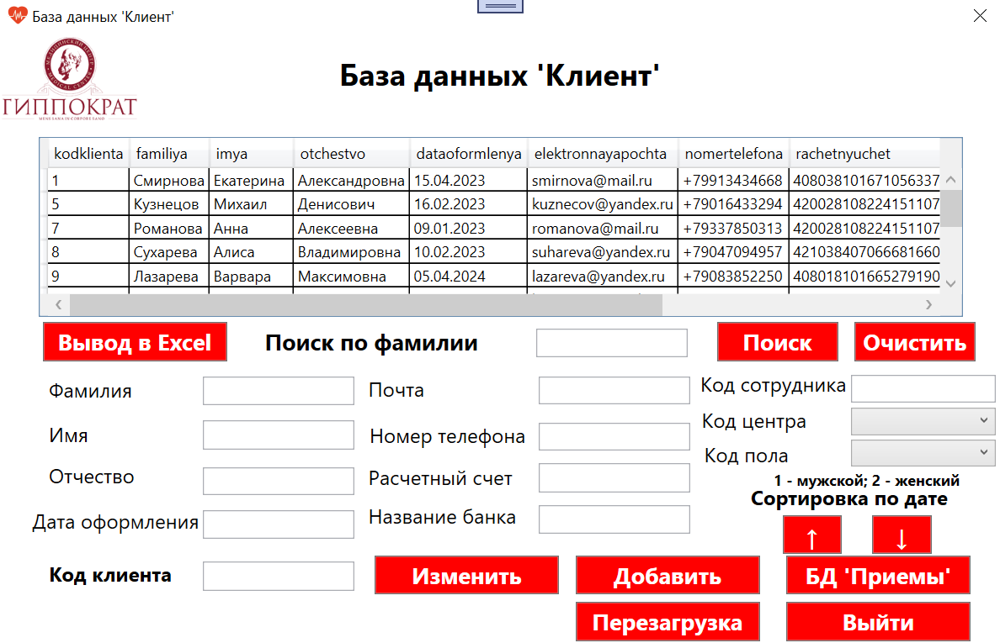 База данных 'Клиент'
МЕДИЦИНСКИЙ ЦЕНТР
MEDICAL CENTER
ГИППОКРАТ
MENS SANA IN CORPORE SANO
База данных 'Клиент'
kodklienta familiya imya otchestvo dataoformlenya elektronnayapochta nomertelefona rachetnyuchet
1 Смирнова Екатерина Александровна 15.04.2023 smirnova@mail.ru +79913434668 408038101671056337
5 Кузнецов Михаил Денисович 16.02.2023 kuznecov@yandex.ru +79016433294 420028108224151107
7 Романова Анна Алексеевна 09.01.2023 romanova@mail.ru +79337850313 420028108224151107
8 Сухарева Алиса Владимировна 10.02.2023 suhareva@yandex.ru +79047094957 421038407066681660
9 Лазарева Варвара Максимовна 05.04.2024 lazareva@yandex.ru +79083852250 408018101665279190
Вывод в Excel Поиск по фамилии Поиск Очистить
Фамилия Почта Код сотрудника
Код центра
Имя Номер телефона
Код пола
Отчество Расчетный счет
1 - мужской; 2 - женский
Сортировка по дате
Дата оформления Название банка
↑ ↓
Код клиента Изменить Добавить БД 'Приемы'
Перезагрузка Выйти